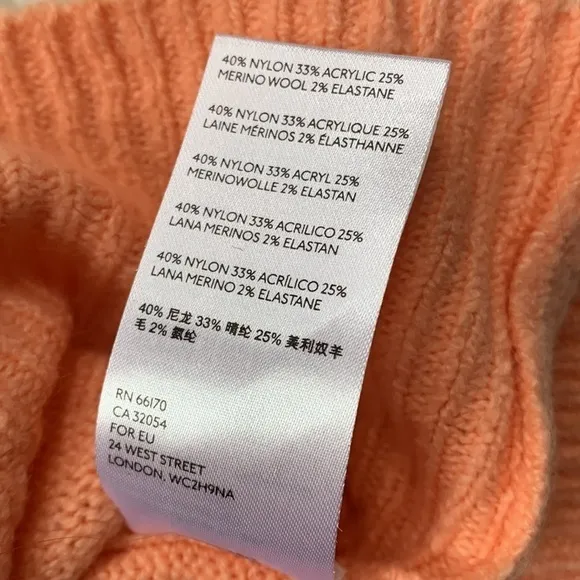 40% NYLON 33% ACRYLIC 25%
MERINO WOOL 2% ELASTANE
40% NYLON 33% ACRYLIQUE 25%
LAINE MÉRINOS 2% ÉLASTHANNE
40% NYLON 33% ACRYL 25%
MERINOWOLLE 2% ELASTAN
40% NYLON 33% ACRILICO 25%
LANA MERINOS 2% ELASTAN
40% NYLON 33% ACRÍLICO 25%
LANA MERINO 2% ELASTANE
40% 尼龙 33% 晴纶 25% 美利奴羊
毛 2% 氨纶
RN 66170
CA 32054
FOR EU
24 WEST STREET
LONDON, WC2H9NA